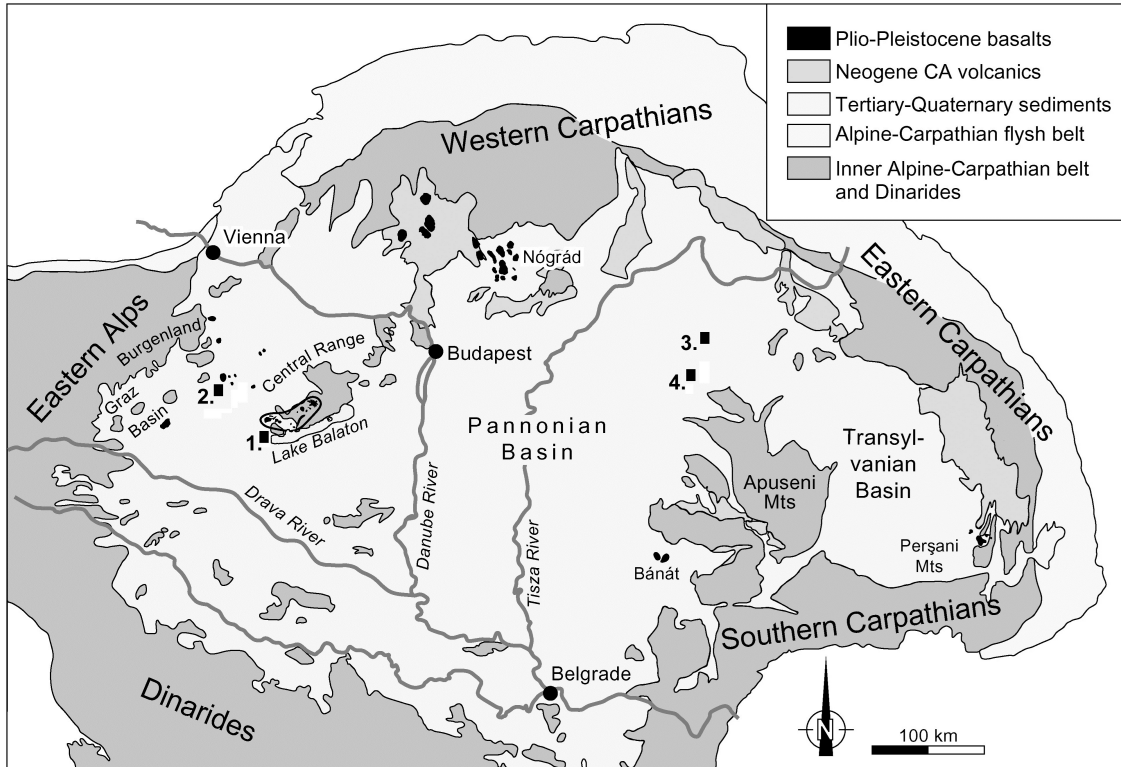 Plio-Pleistocene basalts
Neogene CA volcanics
Tertiary-Quaternary sediments
Alpine-Carpathian flysh belt
Inner Alpine-Carpathian belt
and Dinarides
Western Carpathians
Vienna
Nógrád
Eastern Carpathians
Eastern Alps
Burgenland
Central Range
Budapest
3.
4.
2.
Graz
Basin
1.
Lake Balaton
Pannonian
Basin
Transyl-
vanian
Basin
Apuseni
Mts
Drava River
Danube River
Tisza River
Perşani
Mts
Bánát
Southern Carpathians
Belgrade
Dinarides
N
100 km